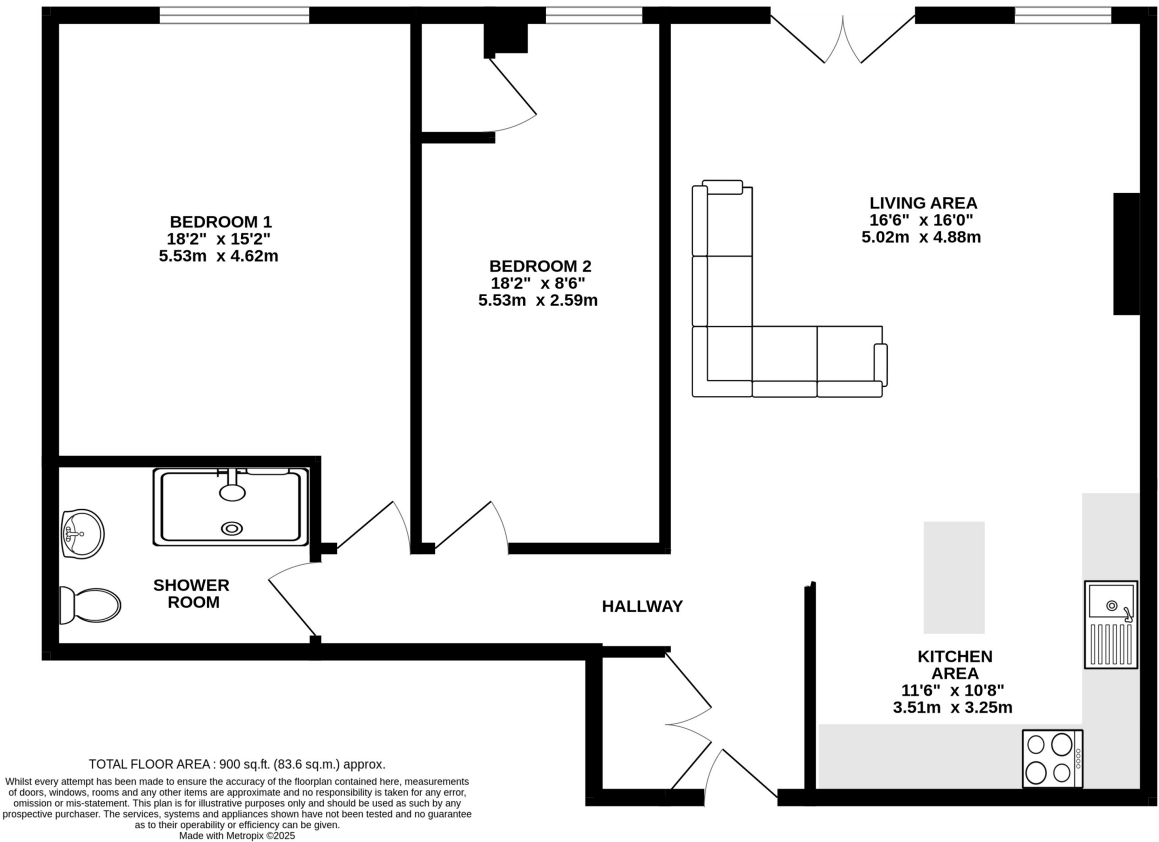 BEDROOM 1
18'2" x 15'2"
5.53m x 4.62m
BEDROOM 2
18'2" x 8'6"
5.53m x 2.59m
LIVING AREA
16'6" x 16'0"
5.02m x 4.88m
SHOWER
ROOM
HALLWAY
KITCHEN
AREA
11'6" x 10'8"
3.51m x 3.25m
TOTAL FLOOR AREA : 900 sq.ft. (83.6 sq.m.) approx.
Whilst every attempt has been made to ensure the accuracy of the floorplan contained here, measurements
of doors, windows, rooms and any other items are approximate and no responsibility is taken for any error,
omission or mis-statement. This plan is for illustrative purposes only and should be used as such by any
prospective purchaser. The services, systems and appliances shown have not been tested and no guarantee
as to their operability or efficiency can be given.
Made with Metropix ©2025